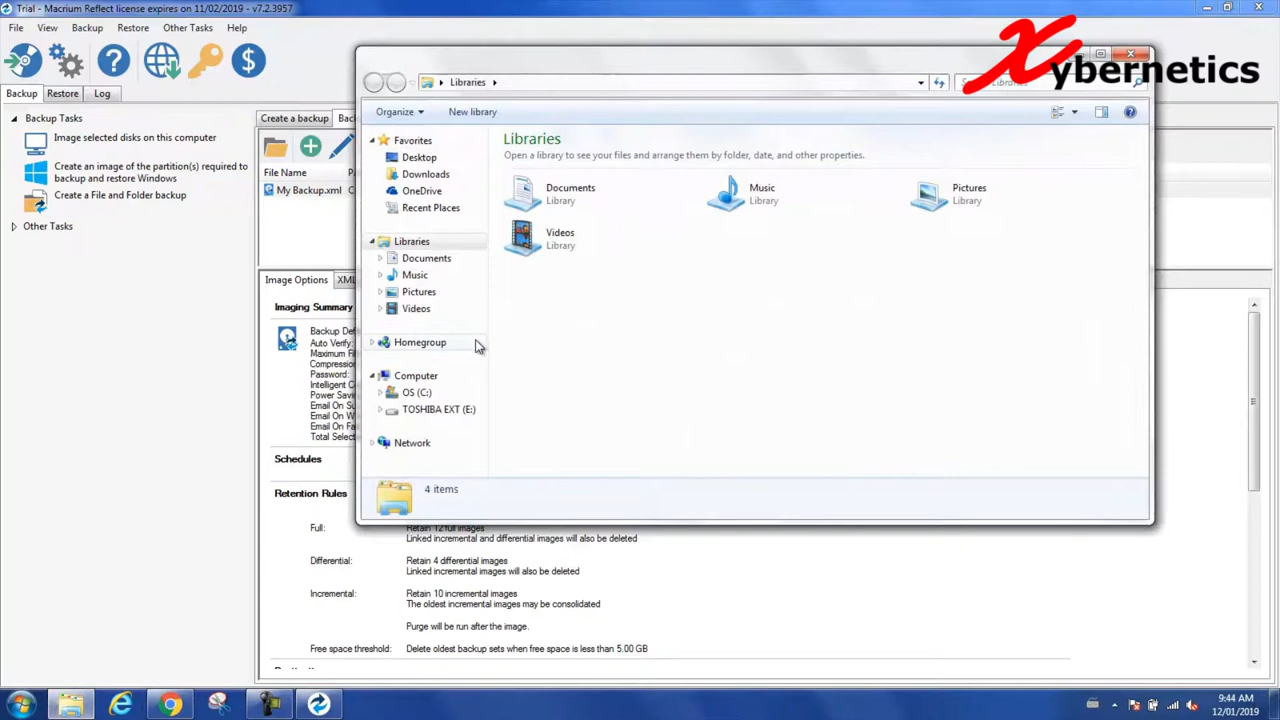 Trial - Macrium Reflect license expires on 11/02/2019 - v7.2.3957
File View Backup Restore Other Tasks Help
Xybernetics
Backup Restore Log
Libraries
Organize New library
Backup Tasks
Image selected disks on this computer
Create an image of the partition(s) required to
backup and restore Windows
Create a File and Folder backup
Other Tasks
Create a backup
File Name
My Backup.xml
Image Options XML
Imaging Summary
Auto Verify:
Password:
Schedules
Retention Rules
Favorites
Desktop
Downloads
OneDrive
Recent Places
Libraries
Documents
Music
Pictures
Videos
Homegroup
Computer
OS (C:)
TOSHIBA EXT (E:)
Network
Libraries
Open a library to see your files and arrange them by folder, date, and other properties.
Documents
Library
Music
Library
Pictures
Library
Videos
Library
4 items
Full: Retain 12 full images
Linked incremental and differential images will also be deleted
Differential: Retain 4 differential images
Linked incremental images will also be deleted
Incremental: Retain 10 incremental images
The oldest incremental images may be consolidated
Purge will be run after the image.
Free space threshold: Delete oldest backup sets when free space is less than 5.00 GB
9:44 AM
12/01/2019